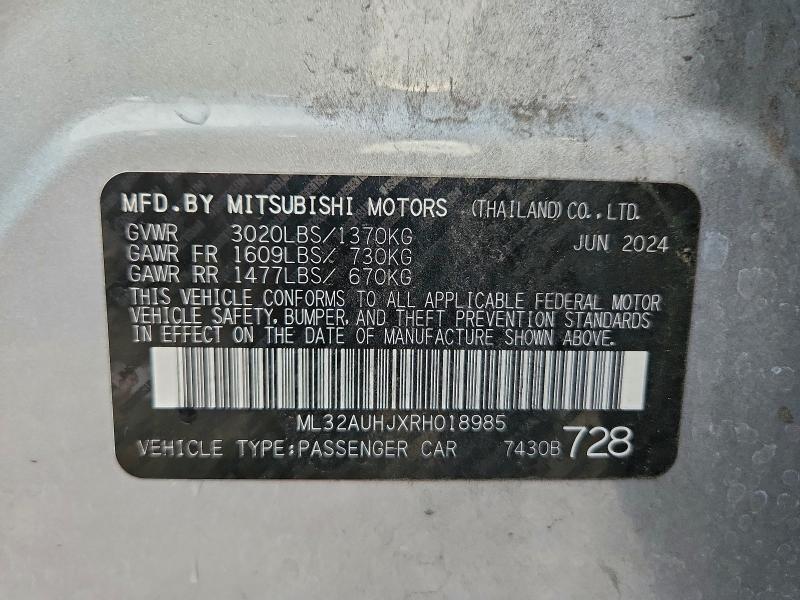 MFD.BY MITSUBISHI MOTORS (THAILAND) CO.,LTD.
GVWR 3020LBS/1370KG JUN 2024
GAWR FR 1609LBS/ 730KG
GAWR RR 1477LBS/ 670KG
THIS VEHICLE CONFORMS TO ALL APPLICABLE FEDERAL MOTOR
VEHICLE SAFETY, BUMPER, AND THEFT PREVENTION STANDARDS
IN EFFECT ON THE DATE OF MANUFACTURE SHOWN ABOVE.
ML32AUHJXRH018985
VEHICLE TYPE:PASSENGER CAR 7430B 728